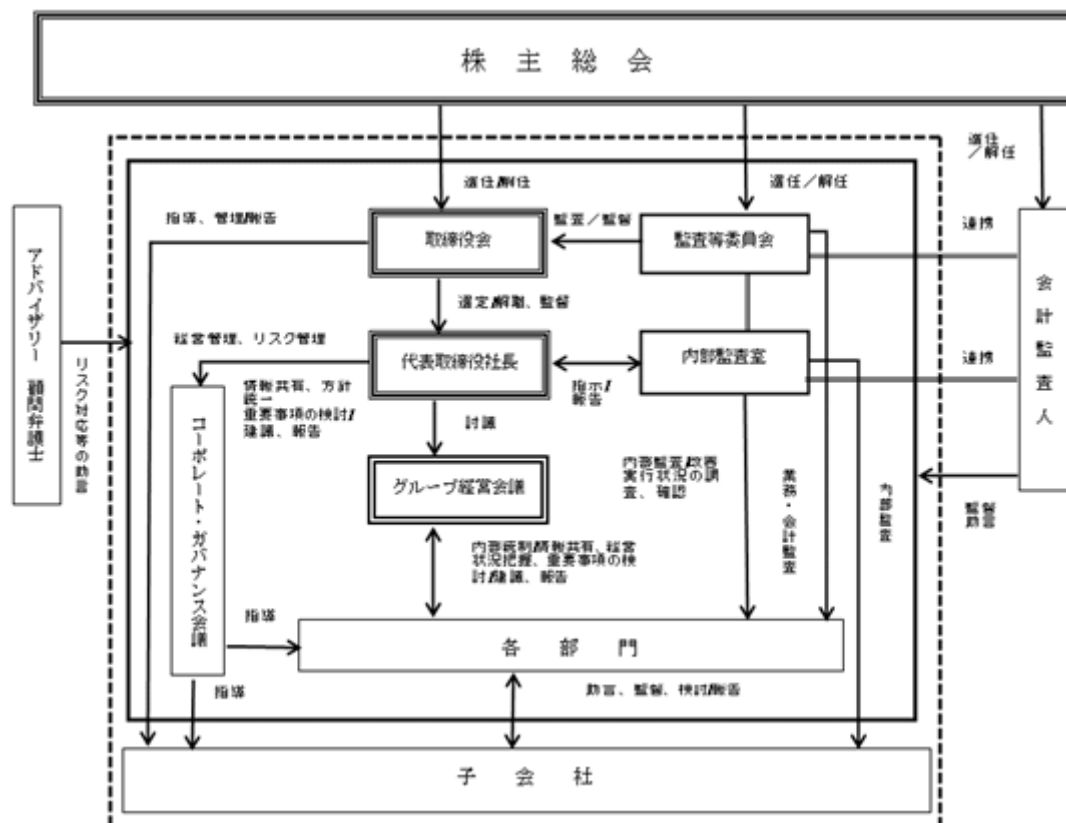 株主総会
選任/解任
選任／解任
選任
／解任
指導、管理/報告
取締役会
監査／監督
監査等委員会
連携
アドバイザリー 顧問弁護士
リスク対応等の助言
会計監査人
選定/解職、監督
経営管理、リスク管理
代表取締役社長
内部監査室
連携
指示/
報告
情報共有、方針
統一
重要事項の検討/
建議、報告
討議
コーポレート・ガバナンス会議
グループ経営会議
内部監査/改善
実行状況の調
査、確認
業務・会計監査
内部監査
監督
助言
内部統制/情報共有、経営
状況把握、重要事項の検
討/建議、報告
指導
各部門
指導
助言、監督、検討/報告
子会社